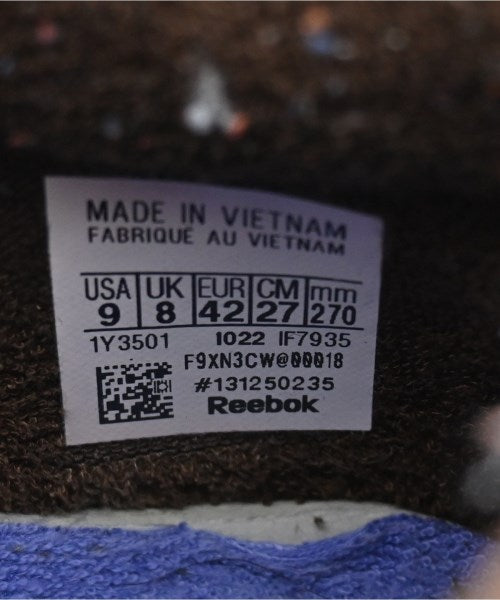 MADE IN VIETNAM
FABRIQUE AU VIETNAM
USA UK EUR CM mm
9 8 42 27 270
1Y3501 1022 IF7935
F9XN3CW@00018
#131250235
Reebok